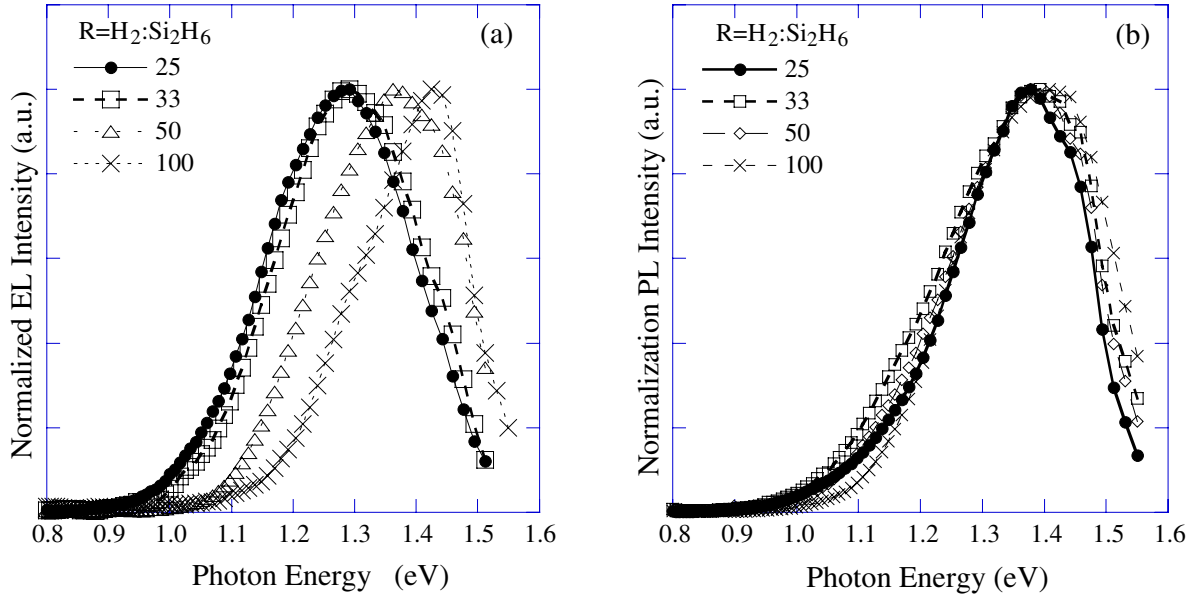 R=H₂:Si₂H₆
25
33
50
100
(a)
Normalized EL Intensity (a.u.)
0.8 0.9 1.0 1.1 1.2 1.3 1.4 1.5 1.6
Photon Energy (eV)
R=H₂:Si₂H₆
25
33
50
100
(b)
Normalization PL Intensity (a.u.)
0.8 0.9 1.0 1.1 1.2 1.3 1.4 1.5 1.6
Photon Energy (eV)